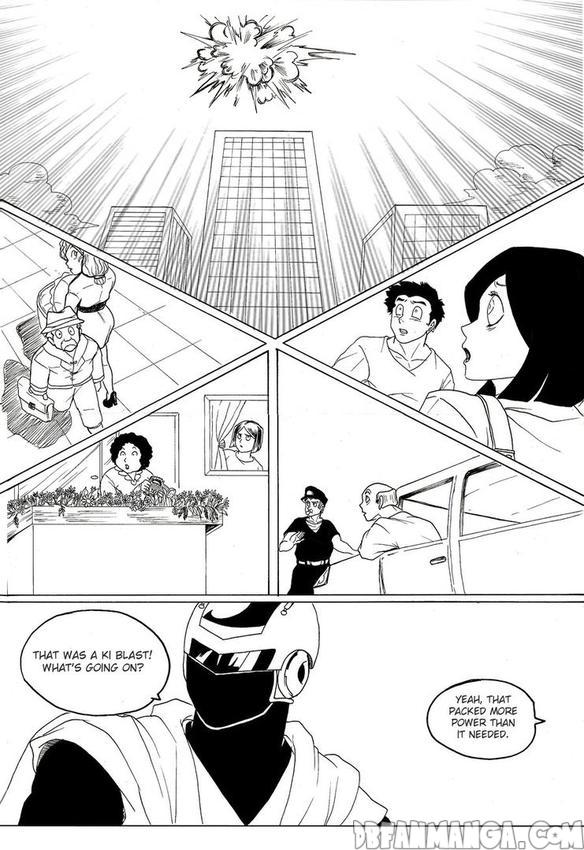 THAT WAS A KI BLAST!
WHAT'S GOING ON?
YEAH, THAT
PACKED MORE
POWER THAN
IT NEEDED.
DBFANMANGA.COM